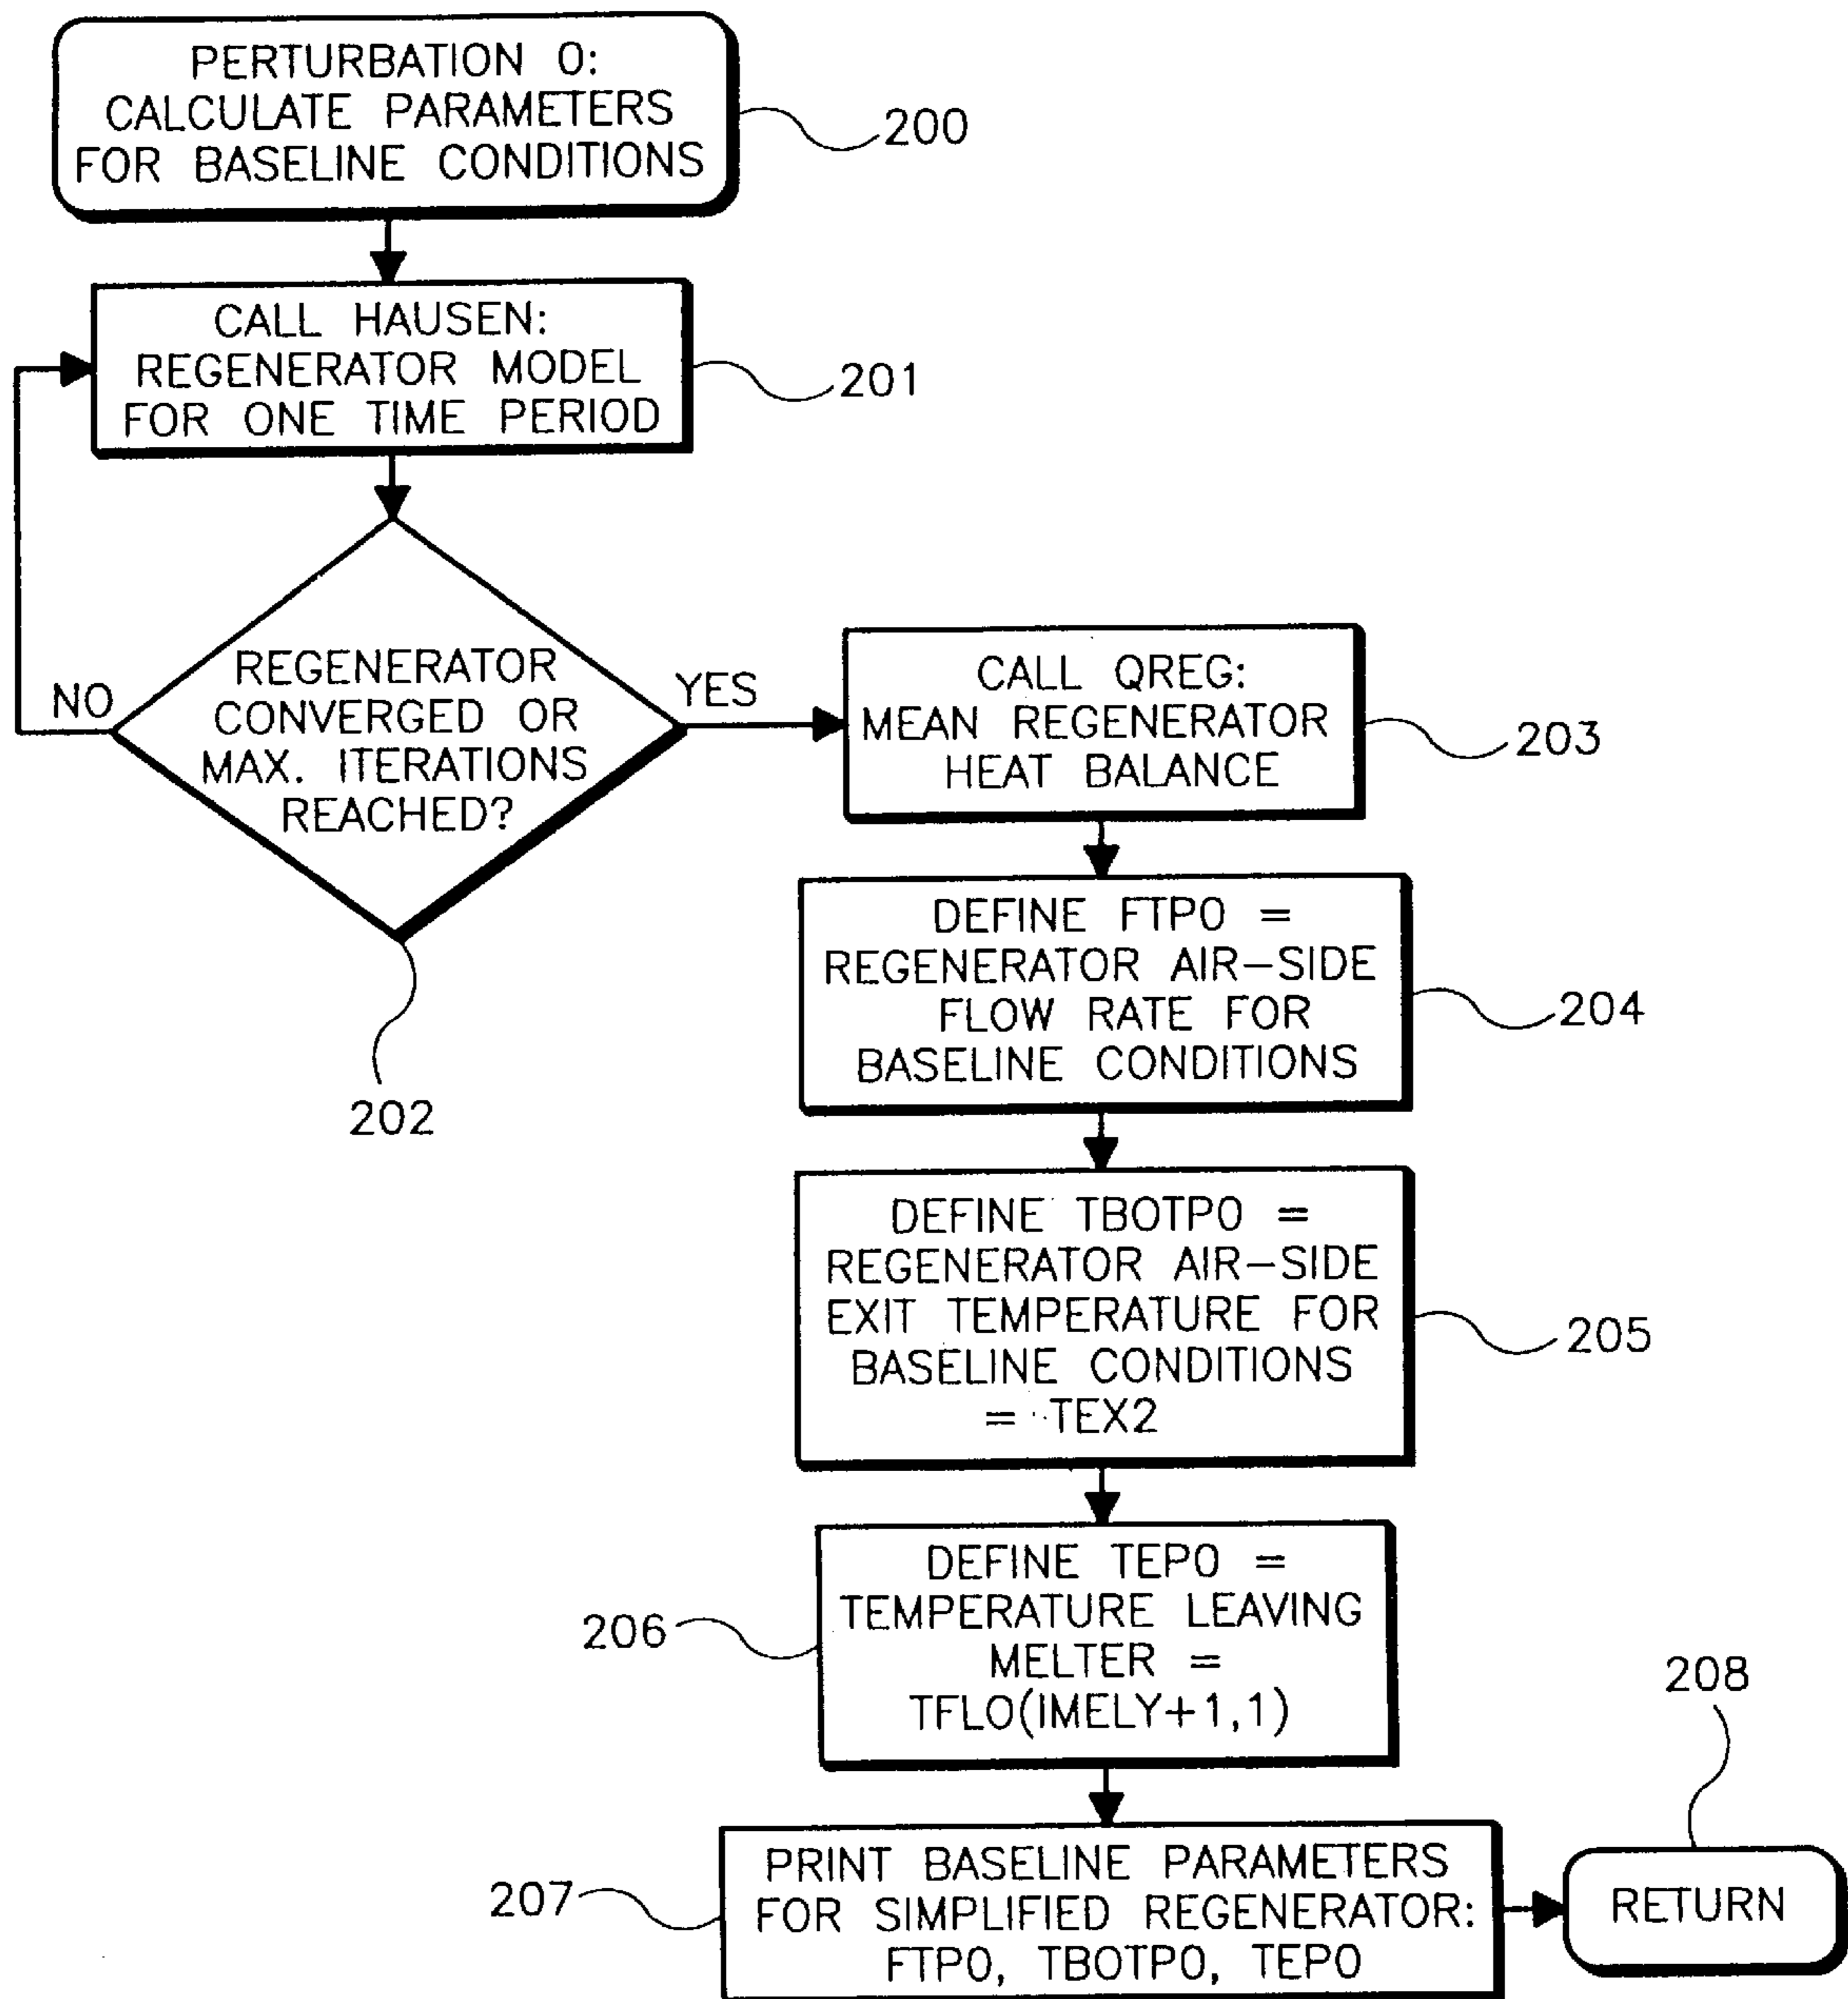 PERTURBATION 0:
CALCULATE PARAMETERS
FOR BASELINE CONDITIONS
200
CALL HAUSEN:
REGENERATOR MODEL
FOR ONE TIME PERIOD
201
REGENERATOR
CONVERGED OR
MAX. ITERATIONS
REACHED?
NO
YES
202
CALL QREG:
MEAN REGENERATOR
HEAT BALANCE
203
DEFINE FTP0 =
REGENERATOR AIR-SIDE
FLOW RATE FOR
BASELINE CONDITIONS
204
DEFINE TBOTP0 =
REGENERATOR AIR-SIDE
EXIT TEMPERATURE FOR
BASELINE CONDITIONS
= TEX2
205
DEFINE TEP0 =
TEMPERATURE LEAVING
MELTER =
TFLO(IMELY+1,1)
206
PRINT BASELINE PARAMETERS
FOR SIMPLIFIED REGENERATOR:
FTP0, TBOTP0, TEP0
207
RETURN
208